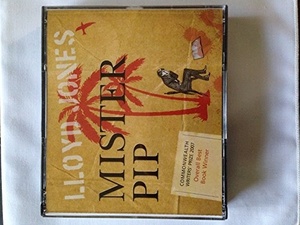 LLOYD JONES
MISTER
PIP
COMMONWEALTH
WRITERS' PRIZE 2007
Overall Best
Book Winner